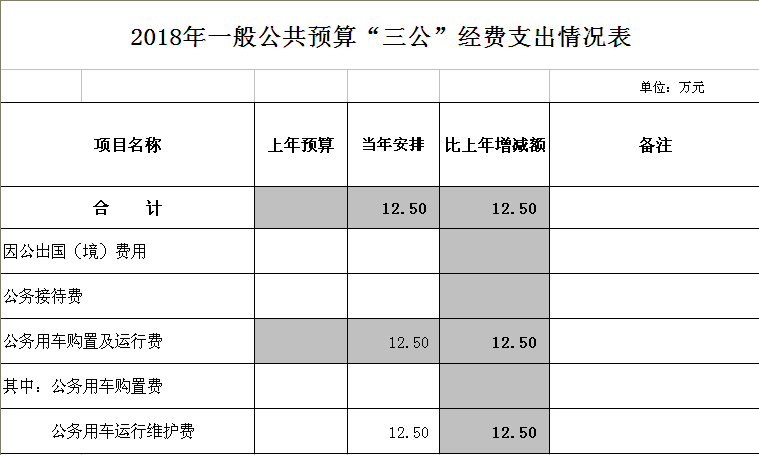 2018年一般公共预算“三公”经费支出情况表
单位：万元
项目名称 上年预算 当年安排 比上年增减额 备注
合 计 12.50 12.50
因公出国（境）费用
公务接待费
公务用车购置及运行费 12.50 12.50
其中：公务用车购置费
公务用车运行维护费 12.50 12.50